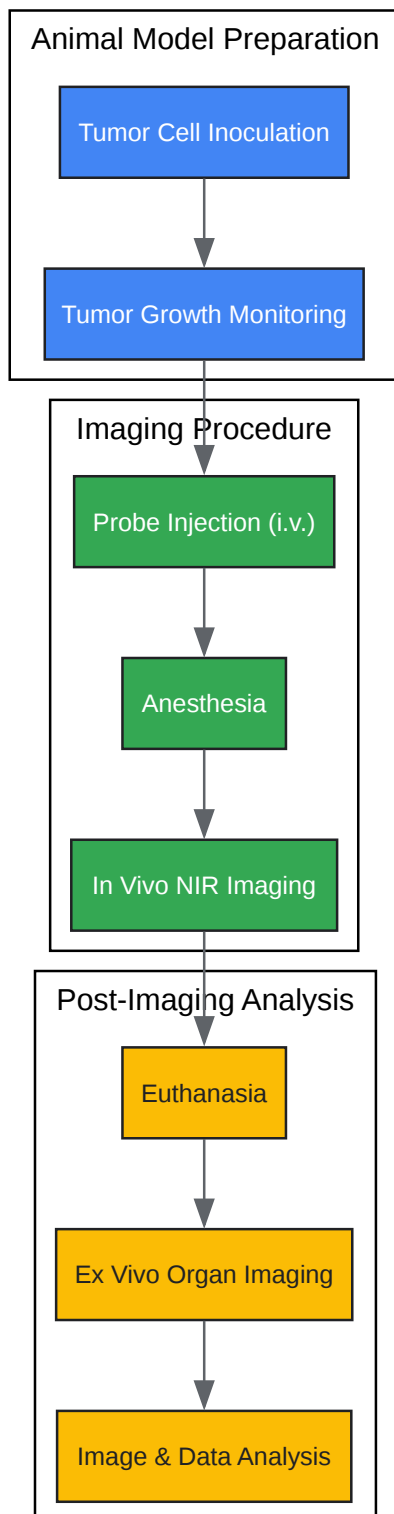 Animal Model Preparation
Tumor Cell Inoculation
Tumor Growth Monitoring
Imaging Procedure
Probe Injection (i.v.)
Anesthesia
In Vivo NIR Imaging
Post-Imaging Analysis
Euthanasia
Ex Vivo Organ Imaging
Image & Data Analysis